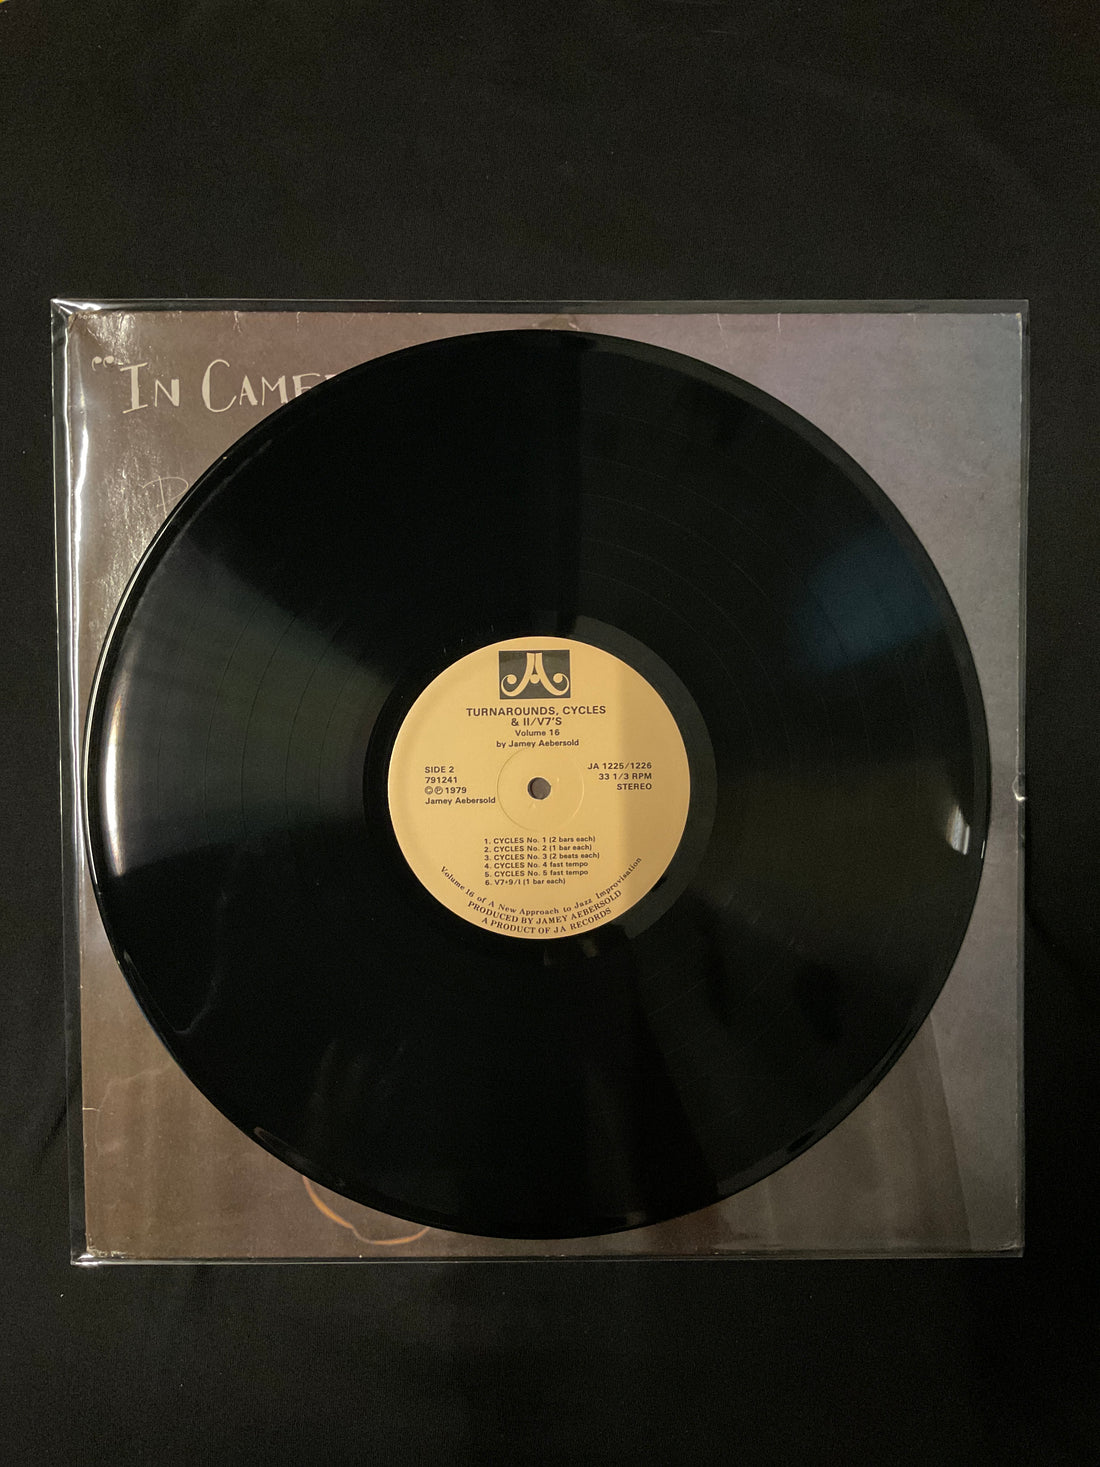 “IN CAME
JA
TURNAROUNDS, CYCLES
& II/V7'S
Volume 16
by Jamey Aebersold
SIDE 2
791241
©℗1979
Jamey Aebersold
JA 1225/1226
33 1/3 RPM
STEREO
1. CYCLES No. 1 (2 bars each)
2. CYCLES No. 2 (1 bar each)
3. CYCLES No. 3 (2 beats each)
4. CYCLES No. 4 fast tempo
5. CYCLES No. 5 fast tempo
6. V7+9/I (1 bar each)
Volume 16 of A New Approach to Jazz Improvisation
PRODUCED BY JAMEY AEBERSOLD
A PRODUCT OF JA RECORDS